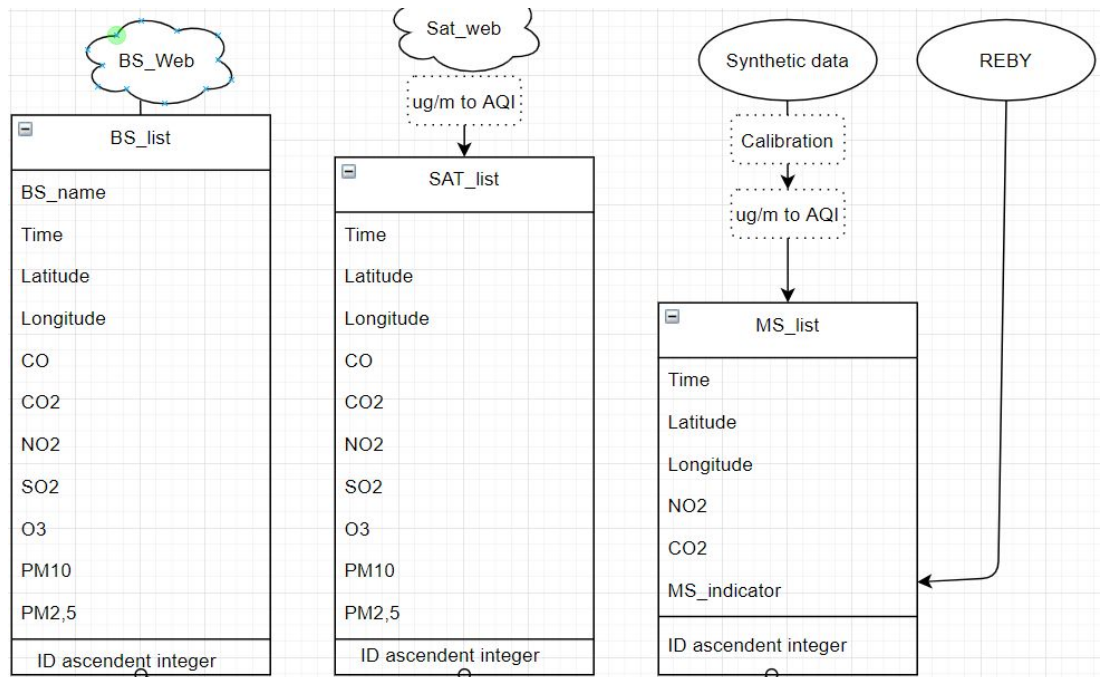 BS_Web
Sat_web
Synthetic data
REBY
ug/m to AQI
Calibration
ug/m to AQI
BS_list
BS_name
Time
Latitude
Longitude
CO
CO2
NO2
SO2
O3
PM10
PM2,5
ID ascendent integer
SAT_list
Time
Latitude
Longitude
CO
CO2
NO2
SO2
O3
PM10
PM2,5
ID ascendent integer
MS_list
Time
Latitude
Longitude
NO2
CO2
MS_indicator
ID ascendent integer